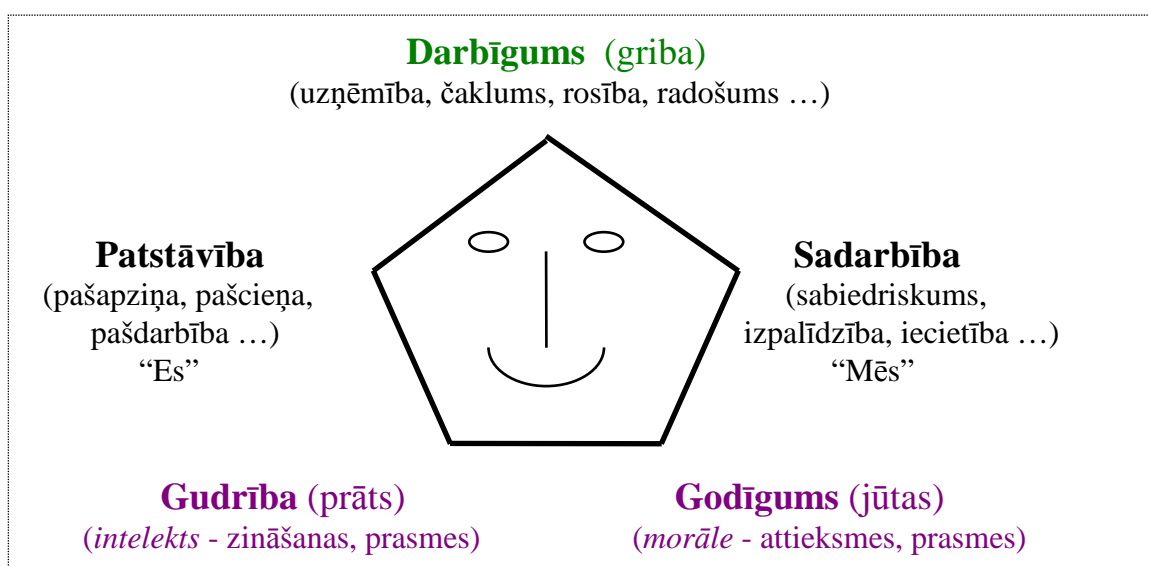 Darbīgums (griba)
(uzņēmība, čaklums, rosība, radošums …)
Patstāvība
(pašapziņa, pašcieņa,
pašdarbība …)
“Es”
Sadarbība
(sabiedriskums,
izpalīdzība, iecietība …)
“Mēs”
Gudrība (prāts)
(intelekts - zināšanas, prasmes)
Godīgums (jūtas)
(morāle - attieksmes, prasmes)